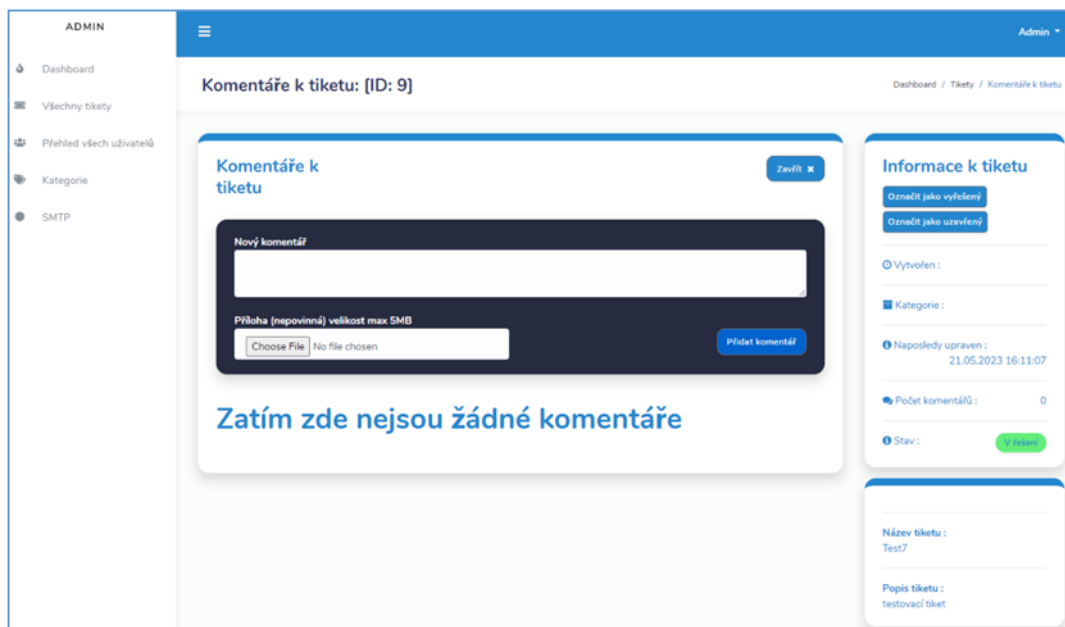 ADMIN
Admin
Dashboard
Všechny tikety
Přehled všech uživatelů
Kategorie
SMTP
Komentáře k tiketu: [ID: 9]
Dashboard / Tikety / Komentáře k tiketu
Komentáře k
tiketu
Zavřít ✖
Nový komentář
Příloha (nepovinná) velikost max 5MB
Choose File No file chosen
Přidat komentář
Zatím zde nejsou žádné komentáře
Informace k tiketu
Označit jako vyřešený
Označit jako uzavřený
Vytvořen :
Kategorie :
Naposledy upraven :
21.05.2023 16:11:07
Počet komentářů : 0
Stav : V řešení
Název tiketu :
Test7
Popis tiketu :
testovací tiket